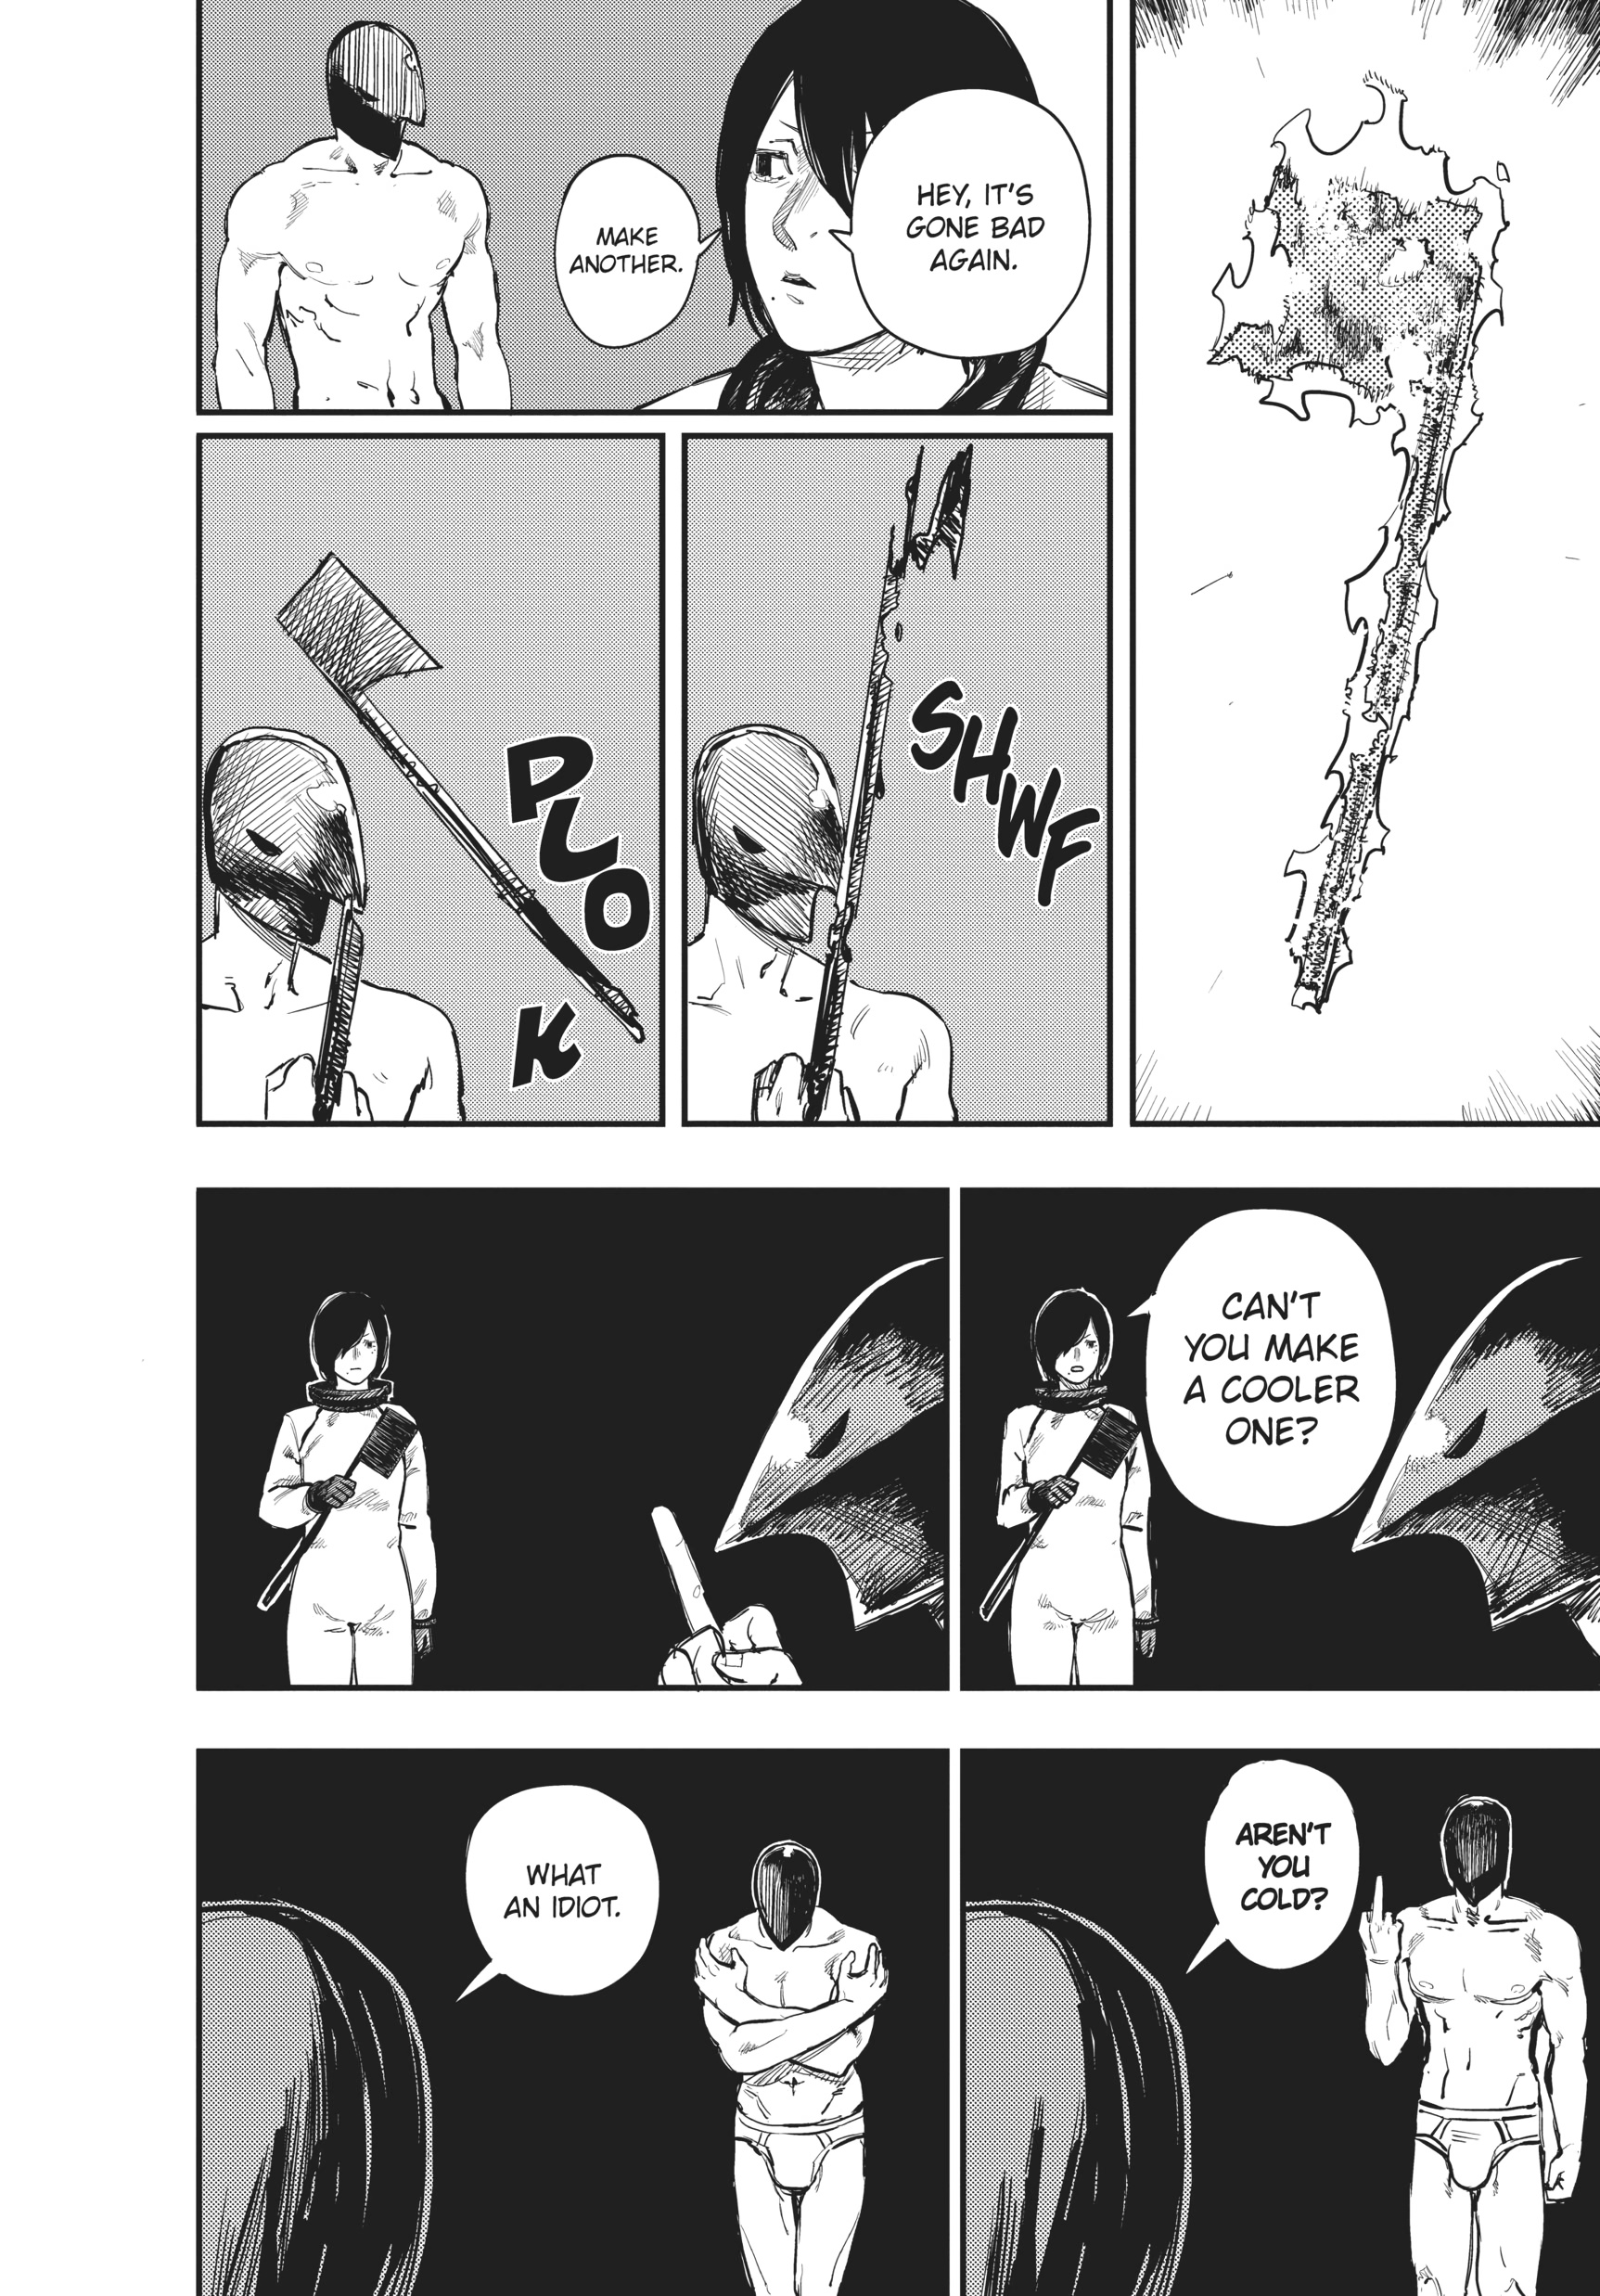 HEY, IT'S
GONE BAD
AGAIN.
MAKE
ANOTHER.
SHWF
PLOK
CAN'T
YOU MAKE
A COOLER
ONE?
AREN'T
YOU
COLD?
WHAT
AN IDIOT.